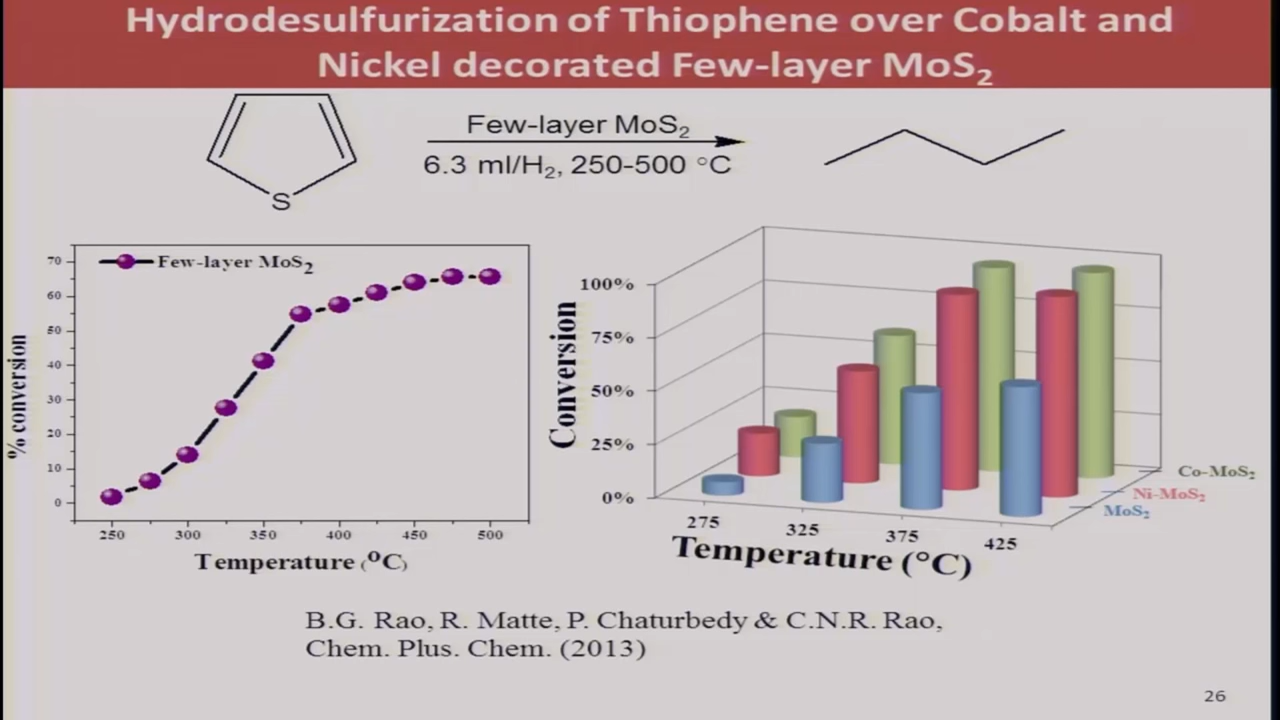 Hydrodesulfurization of Thiophene over Cobalt and
Nickel decorated Few-layer MoS₂
Few-layer MoS₂
6.3 ml/H₂, 250-500 °C
S
Few-layer MoS₂
% conversion
70
60
50
40
30
20
10
0
250 300 350 400 450 500
Temperature (°C)
Conversion
100%
75%
50%
25%
0%
275 325 375 425
Temperature (°C)
Co-MoS₂
Ni-MoS₂
MoS₂
B.G. Rao, R. Matte, P. Chaturbedy & C.N.R. Rao,
Chem. Plus. Chem. (2013)
26